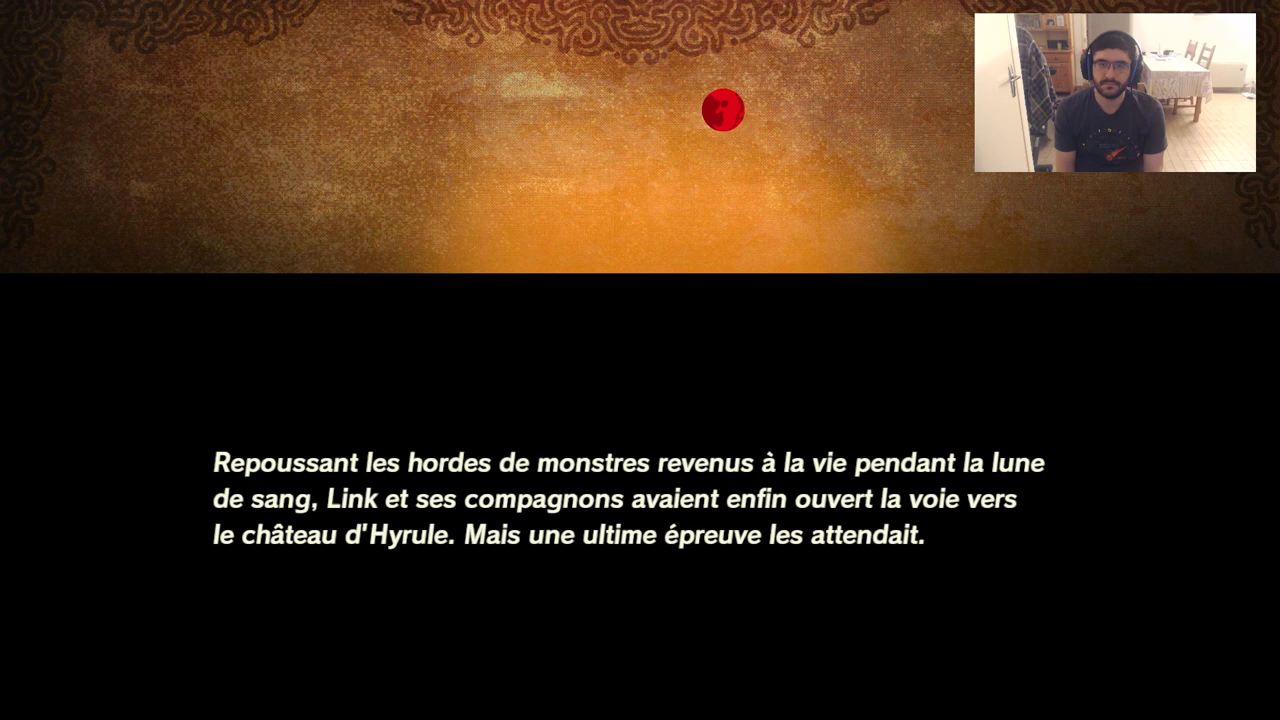 Repoussant les hordes de monstres revenus à la vie pendant la lune
de sang, Link et ses compagnons avaient enfin ouvert la voie vers
le château d'Hyrule. Mais une ultime épreuve les attendait.